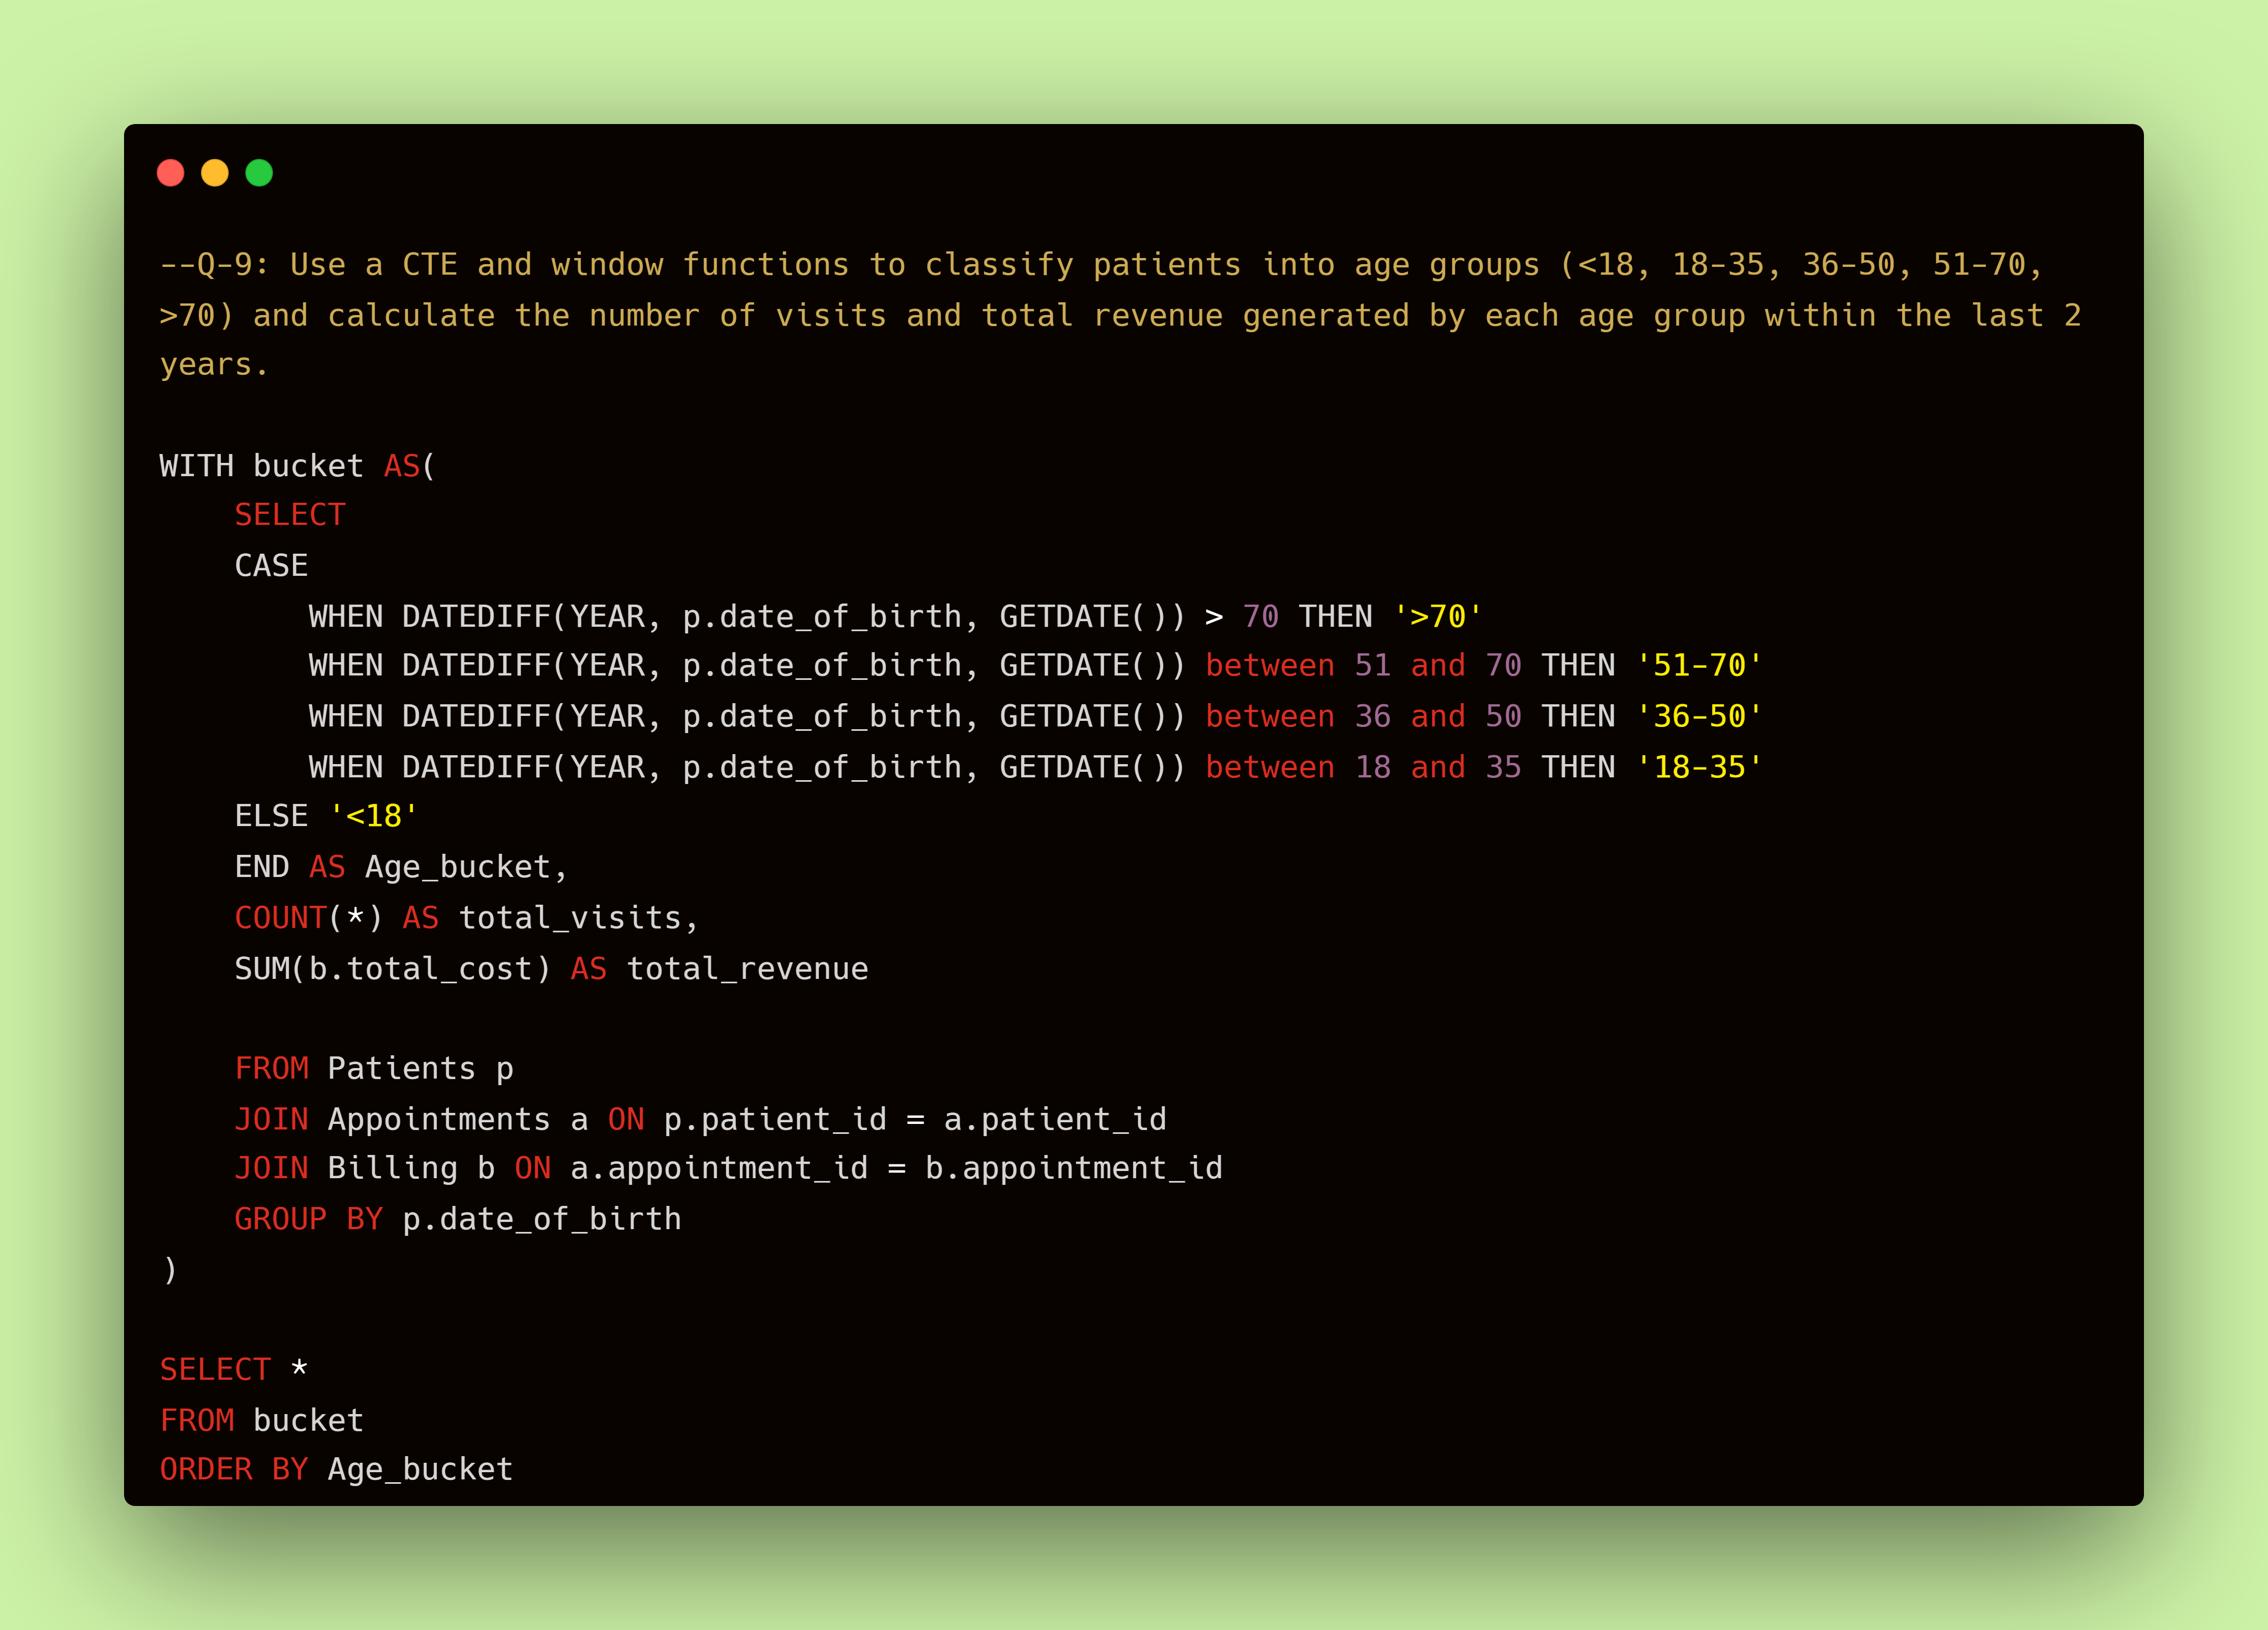 --Q-9: Use a CTE and window functions to classify patients into age groups (<18, 18-35, 36-50, 51-70,
>70) and calculate the number of visits and total revenue generated by each age group within the last 2
years.
WITH bucket AS(
    SELECT
    CASE
        WHEN DATEDIFF(YEAR, p.date_of_birth, GETDATE()) > 70 THEN '>70'
        WHEN DATEDIFF(YEAR, p.date_of_birth, GETDATE()) between 51 and 70 THEN '51-70'
        WHEN DATEDIFF(YEAR, p.date_of_birth, GETDATE()) between 36 and 50 THEN '36-50'
        WHEN DATEDIFF(YEAR, p.date_of_birth, GETDATE()) between 18 and 35 THEN '18-35'
    ELSE '<18'
    END AS Age_bucket,
    COUNT(*) AS total_visits,
    SUM(b.total_cost) AS total_revenue
    FROM Patients p
    JOIN Appointments a ON p.patient_id = a.patient_id
    JOIN Billing b ON a.appointment_id = b.appointment_id
    GROUP BY p.date_of_birth
)
SELECT *
FROM bucket
ORDER BY Age_bucket